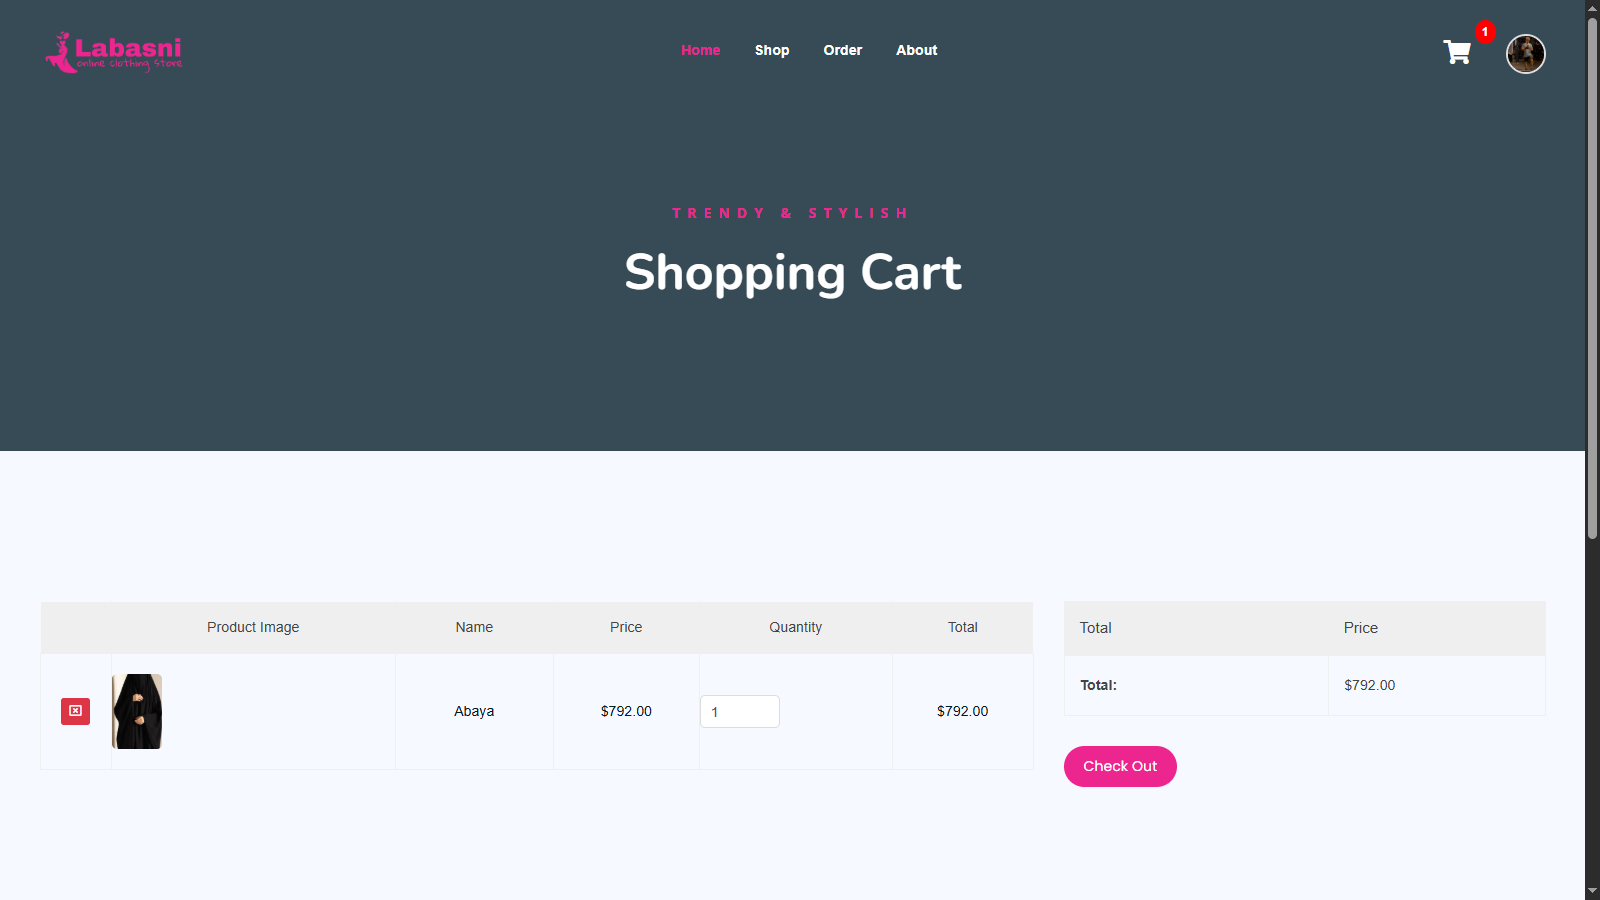 Labasni
online clothing store
Home
Shop
Order
About
1
TRENDY & STYLISH
Shopping Cart
Product Image
Name
Price
Quantity
Total
Abaya
$792.00
1
$792.00
Total
Price
Total:
$792.00
Check Out